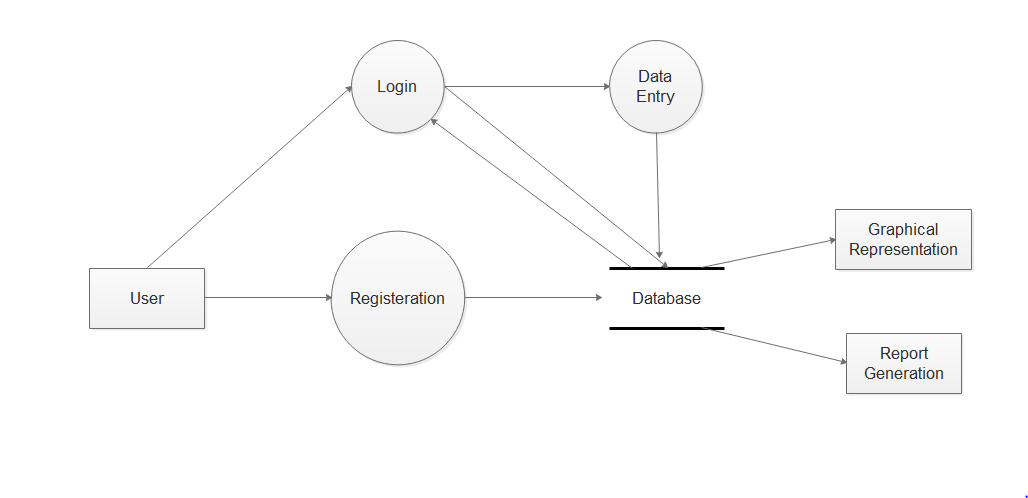 Login
Data
Entry
Graphical
Representation
User
Registeration
Database
Report
Generation